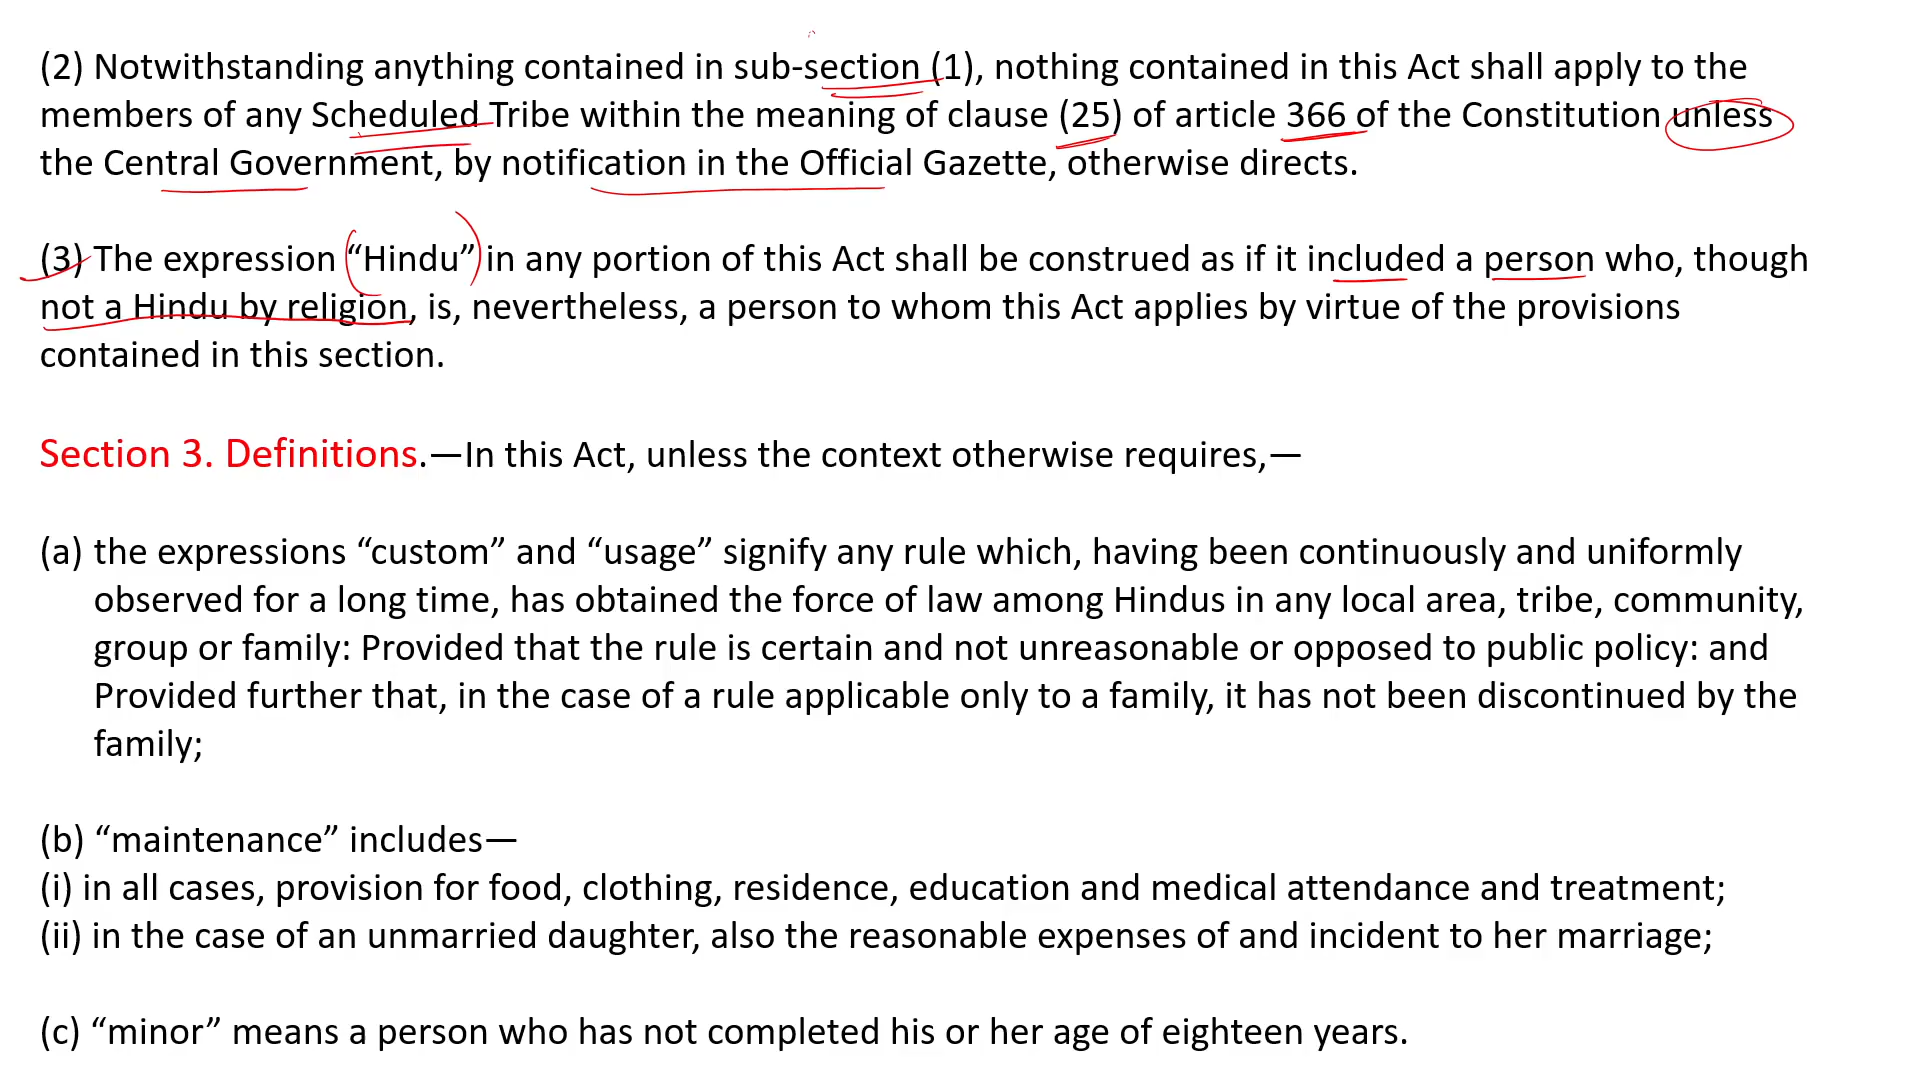 (2) Notwithstanding anything contained in sub-section (1), nothing contained in this Act shall apply to the
members of any Scheduled Tribe within the meaning of clause (25) of article 366 of the Constitution unless
the Central Government, by notification in the Official Gazette, otherwise directs.
(3) The expression “Hindu” in any portion of this Act shall be construed as if it included a person who, though
not a Hindu by religion, is, nevertheless, a person to whom this Act applies by virtue of the provisions
contained in this section.
Section 3. Definitions.—In this Act, unless the context otherwise requires,—
(a) the expressions “custom” and “usage” signify any rule which, having been continuously and uniformly
observed for a long time, has obtained the force of law among Hindus in any local area, tribe, community,
group or family: Provided that the rule is certain and not unreasonable or opposed to public policy: and
Provided further that, in the case of a rule applicable only to a family, it has not been discontinued by the
family;
(b) “maintenance” includes—
(i) in all cases, provision for food, clothing, residence, education and medical attendance and treatment;
(ii) in the case of an unmarried daughter, also the reasonable expenses of and incident to her marriage;
(c) “minor” means a person who has not completed his or her age of eighteen years.